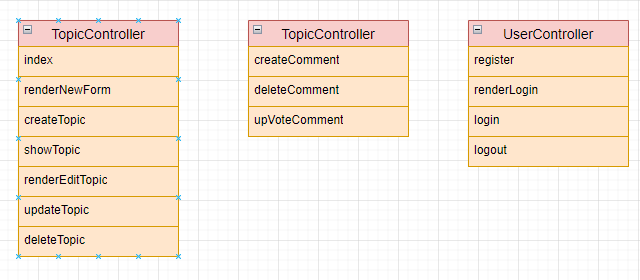 TopicController
index
renderNewForm
createTopic
showTopic
renderEditTopic
updateTopic
deleteTopic
TopicController
createComment
deleteComment
upVoteComment
UserController
register
renderLogin
login
logout